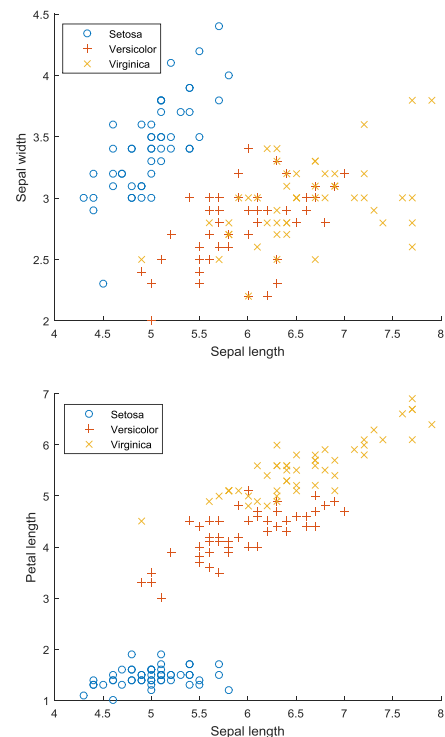 4.5
Setosa
Versicolor
Virginica
4
3.5
3
2.5
2
Sepal width
4 4.5 5 5.5 6 6.5 7 7.5 8
Sepal length
7
Setosa
Versicolor
Virginica
6
5
4
3
2
1
Petal length
4 4.5 5 5.5 6 6.5 7 7.5 8
Sepal length